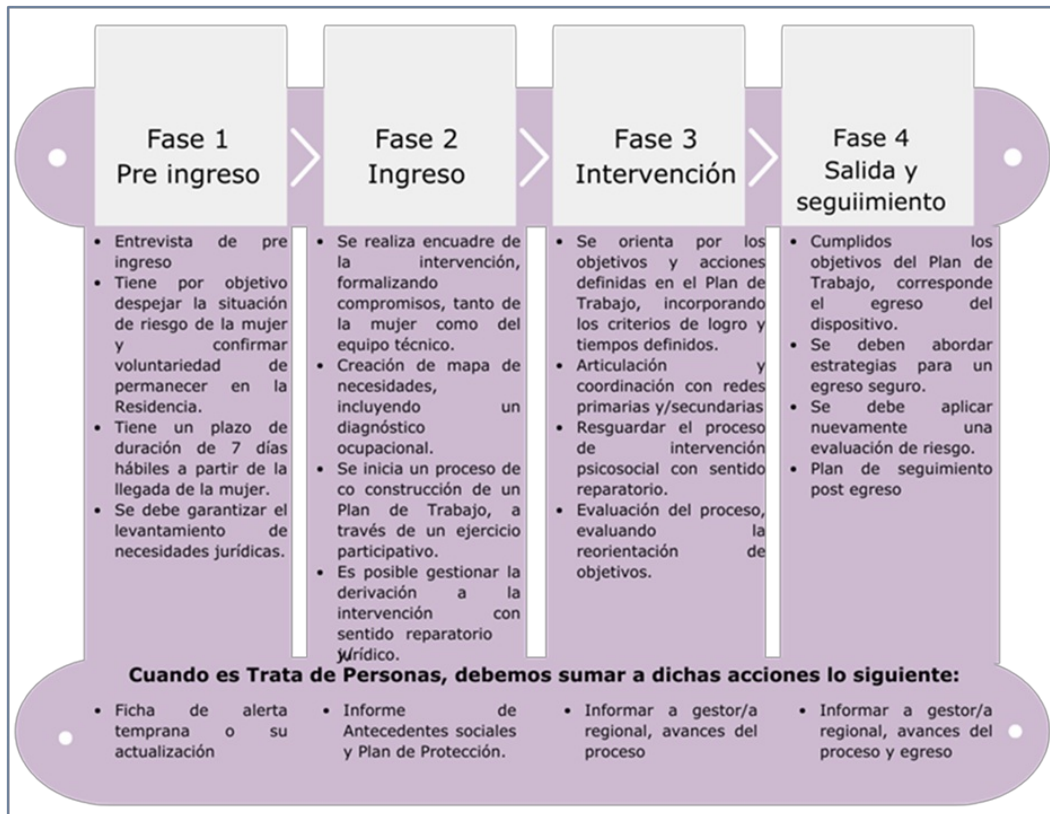 Fase 1
Pre ingreso
Fase 2
Ingreso
Fase 3
Intervención
Fase 4
Salida y
seguiimiento
• Entrevista de pre
ingreso
• Tiene por objetivo
despejar la situación
de riesgo de la mujer
y confirmar
voluntariedad de
permanecer en la
Residencia.
• Tiene un plazo de
duración de 7 días
hábiles a partir de la
llegada de la mujer.
• Se debe garantizar el
levantamiento de
necesidades jurídicas.
• Se realiza encuadre de
la intervención,
formalizando
compromisos, tanto de
la mujer como del
equipo técnico.
• Creación de mapa de
necesidades,
incluyendo un
diagnóstico
ocupacional.
• Se inicia un proceso de
co construcción de un
Plan de Trabajo, a
través de un ejercicio
participativo.
• Es posible gestionar la
derivación a la
intervención con
sentido reparatorio
y/
jurídico.
• Se orienta por los
objetivos y acciones
definidas en el Plan de
Trabajo, incorporando
los criterios de logro y
tiempos definidos.
• Articulación y
coordinación con redes
primarias y/secundarias
• Resguardar el proceso
de intervención
psicosocial con sentido
reparatorio.
• Evaluación del proceso,
evaluando la
reorientación de
objetivos.
• Cumplidos los
objetivos del Plan de
Trabajo, corresponde
el egreso del
dispositivo.
• Se deben abordar
estrategias para un
egreso seguro.
• Se debe aplicar
nuevamente una
evaluación de riesgo.
• Plan de seguimiento
post egreso
Cuando es Trata de Personas, debemos sumar a dichas acciones lo siguiente:
• Ficha de alerta
temprana o su
actualización
• Informe de
Antecedentes sociales
y Plan de Protección.
• Informar a gestor/a
regional, avances del
proceso
• Informar a gestor/a
regional, avances del
proceso y egreso